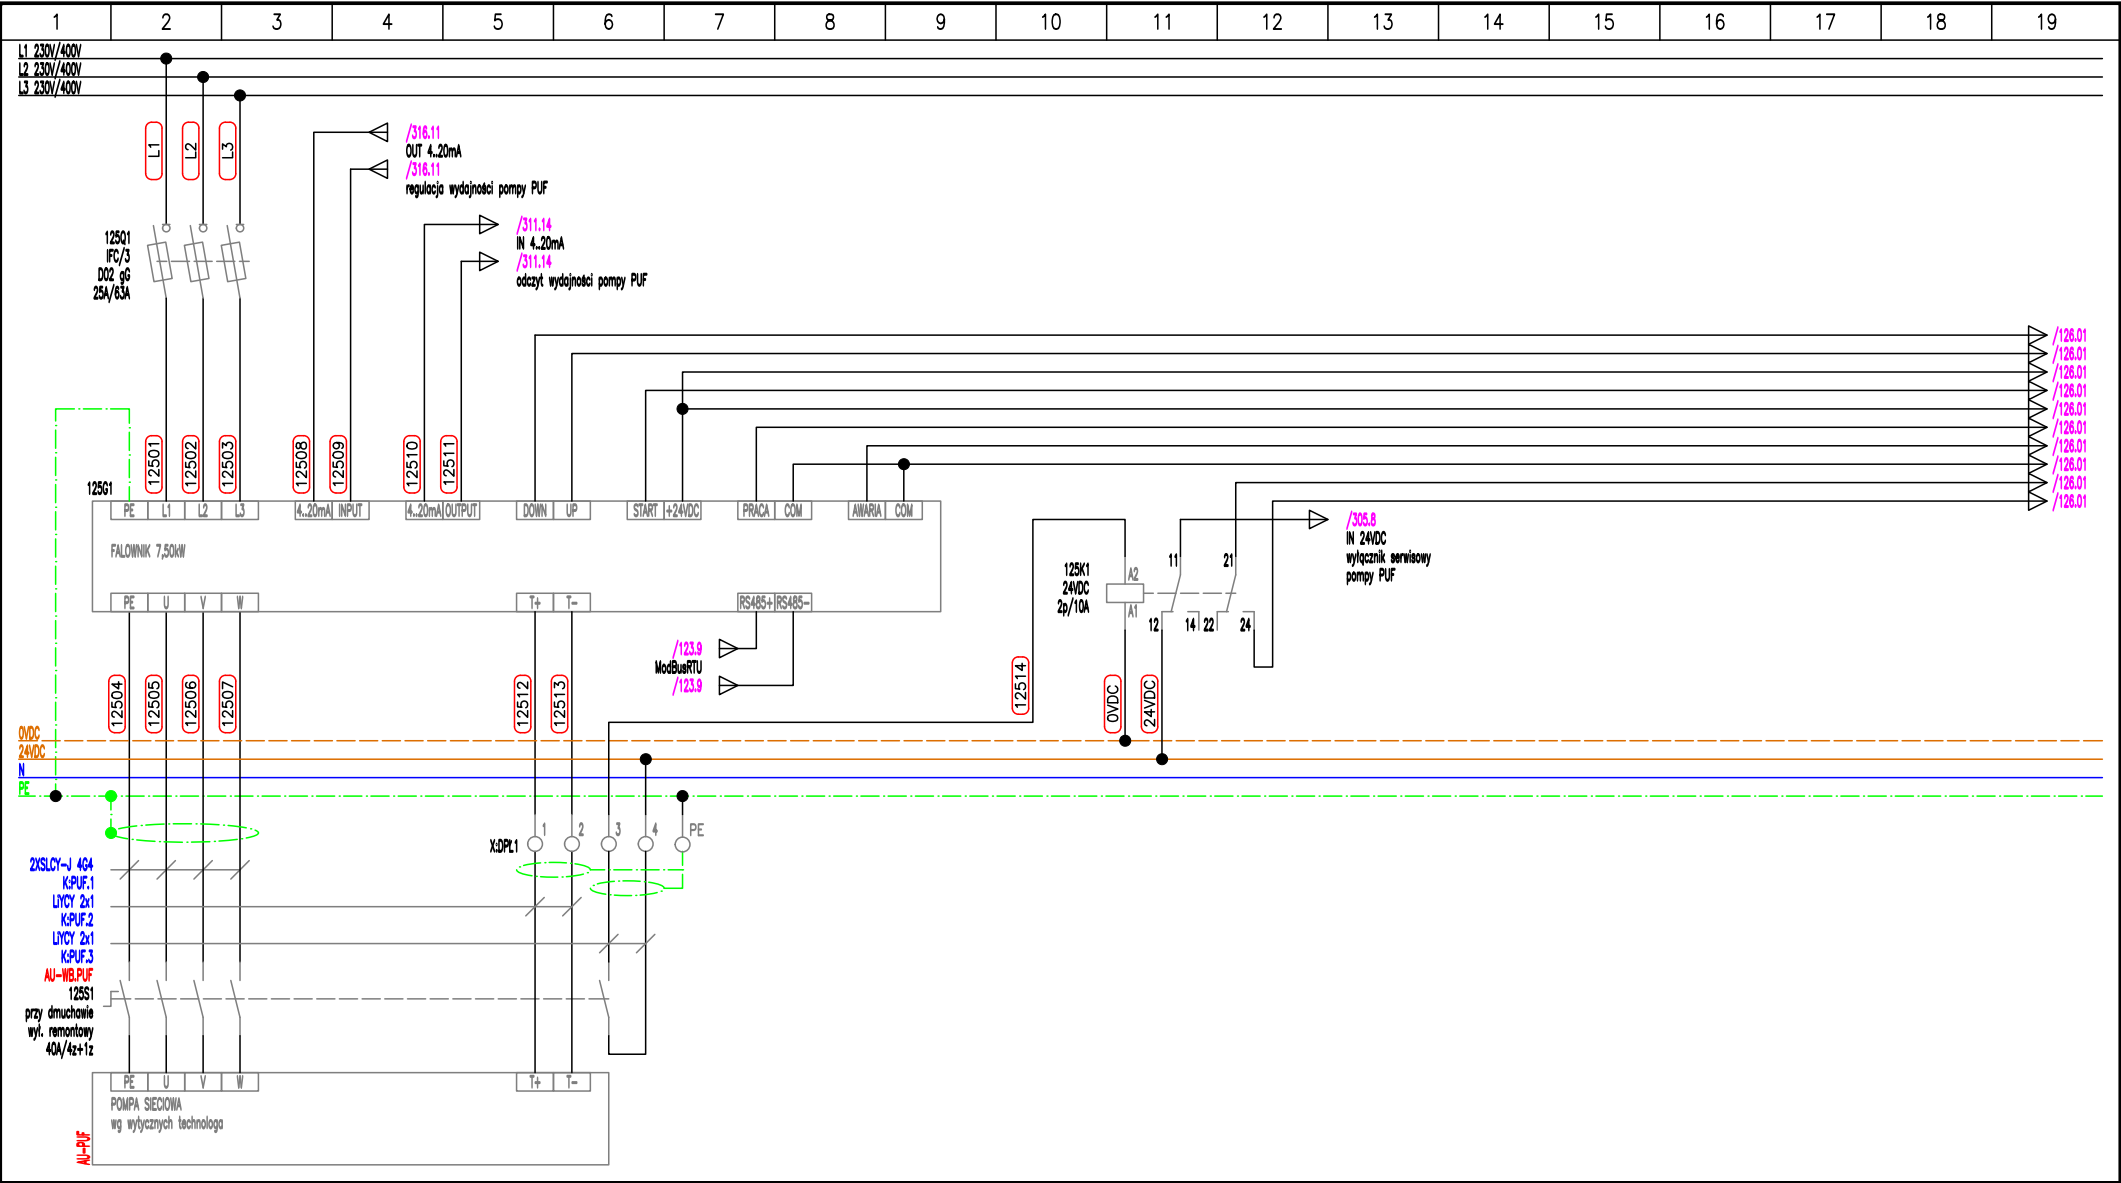 1 2 3 4 5 6 7 8 9 10 11 12 13 14 15 16 17 18 19
L1 230V/400V
L2 230V/400V
L3 230V/400V
L1
L2
L3
/316.11
OUT 4..20mA
/316.11
regulacja wydajności pompy PUF
/311.14
IN 4..20mA
/311.14
odczyt wydajności pompy PUF
125Q1
IFC/3
D02 gG
25A/63A
/126.01
/126.01
/126.01
/126.01
/126.01
/126.01
/126.01
/126.01
/126.01
/126.01
12501
12502
12503
12508
12509
12510
12511
125G1
PE L1 L2 L3 4..20mA INPUT 4..20mA OUTPUT DOWN UP START +24VDC PRACA COM AWARIA COM
FALOWNIK 7,50kW
PE U V W T+ T- RS485+ RS485-
/305.8
IN 24VDC
wyłącznik serwisowy
pompy PUF
125K1
24VDC
2p/10A
A2
A1
11
21
12
14
22
24
/123.9
ModBusRTU
/123.9
12504
12505
12506
12507
12512
12513
12514
0VDC
24VDC
0VDC
24VDC
N
PE
X:DPŁ1
1 2 3 4 PE
2XSLCY-J 4G4
K:PUF.1
LiYCY 2x1
K:PUF.2
LiYCY 2x1
K:PUF.3
AU-WB.PUF
125S1
przy dmuchawie
wył. remontowy
40A/4z+1z
PE U V W T+ T-
POMPA SIECIOWA
wg wytycznych technologa
AU-PUF